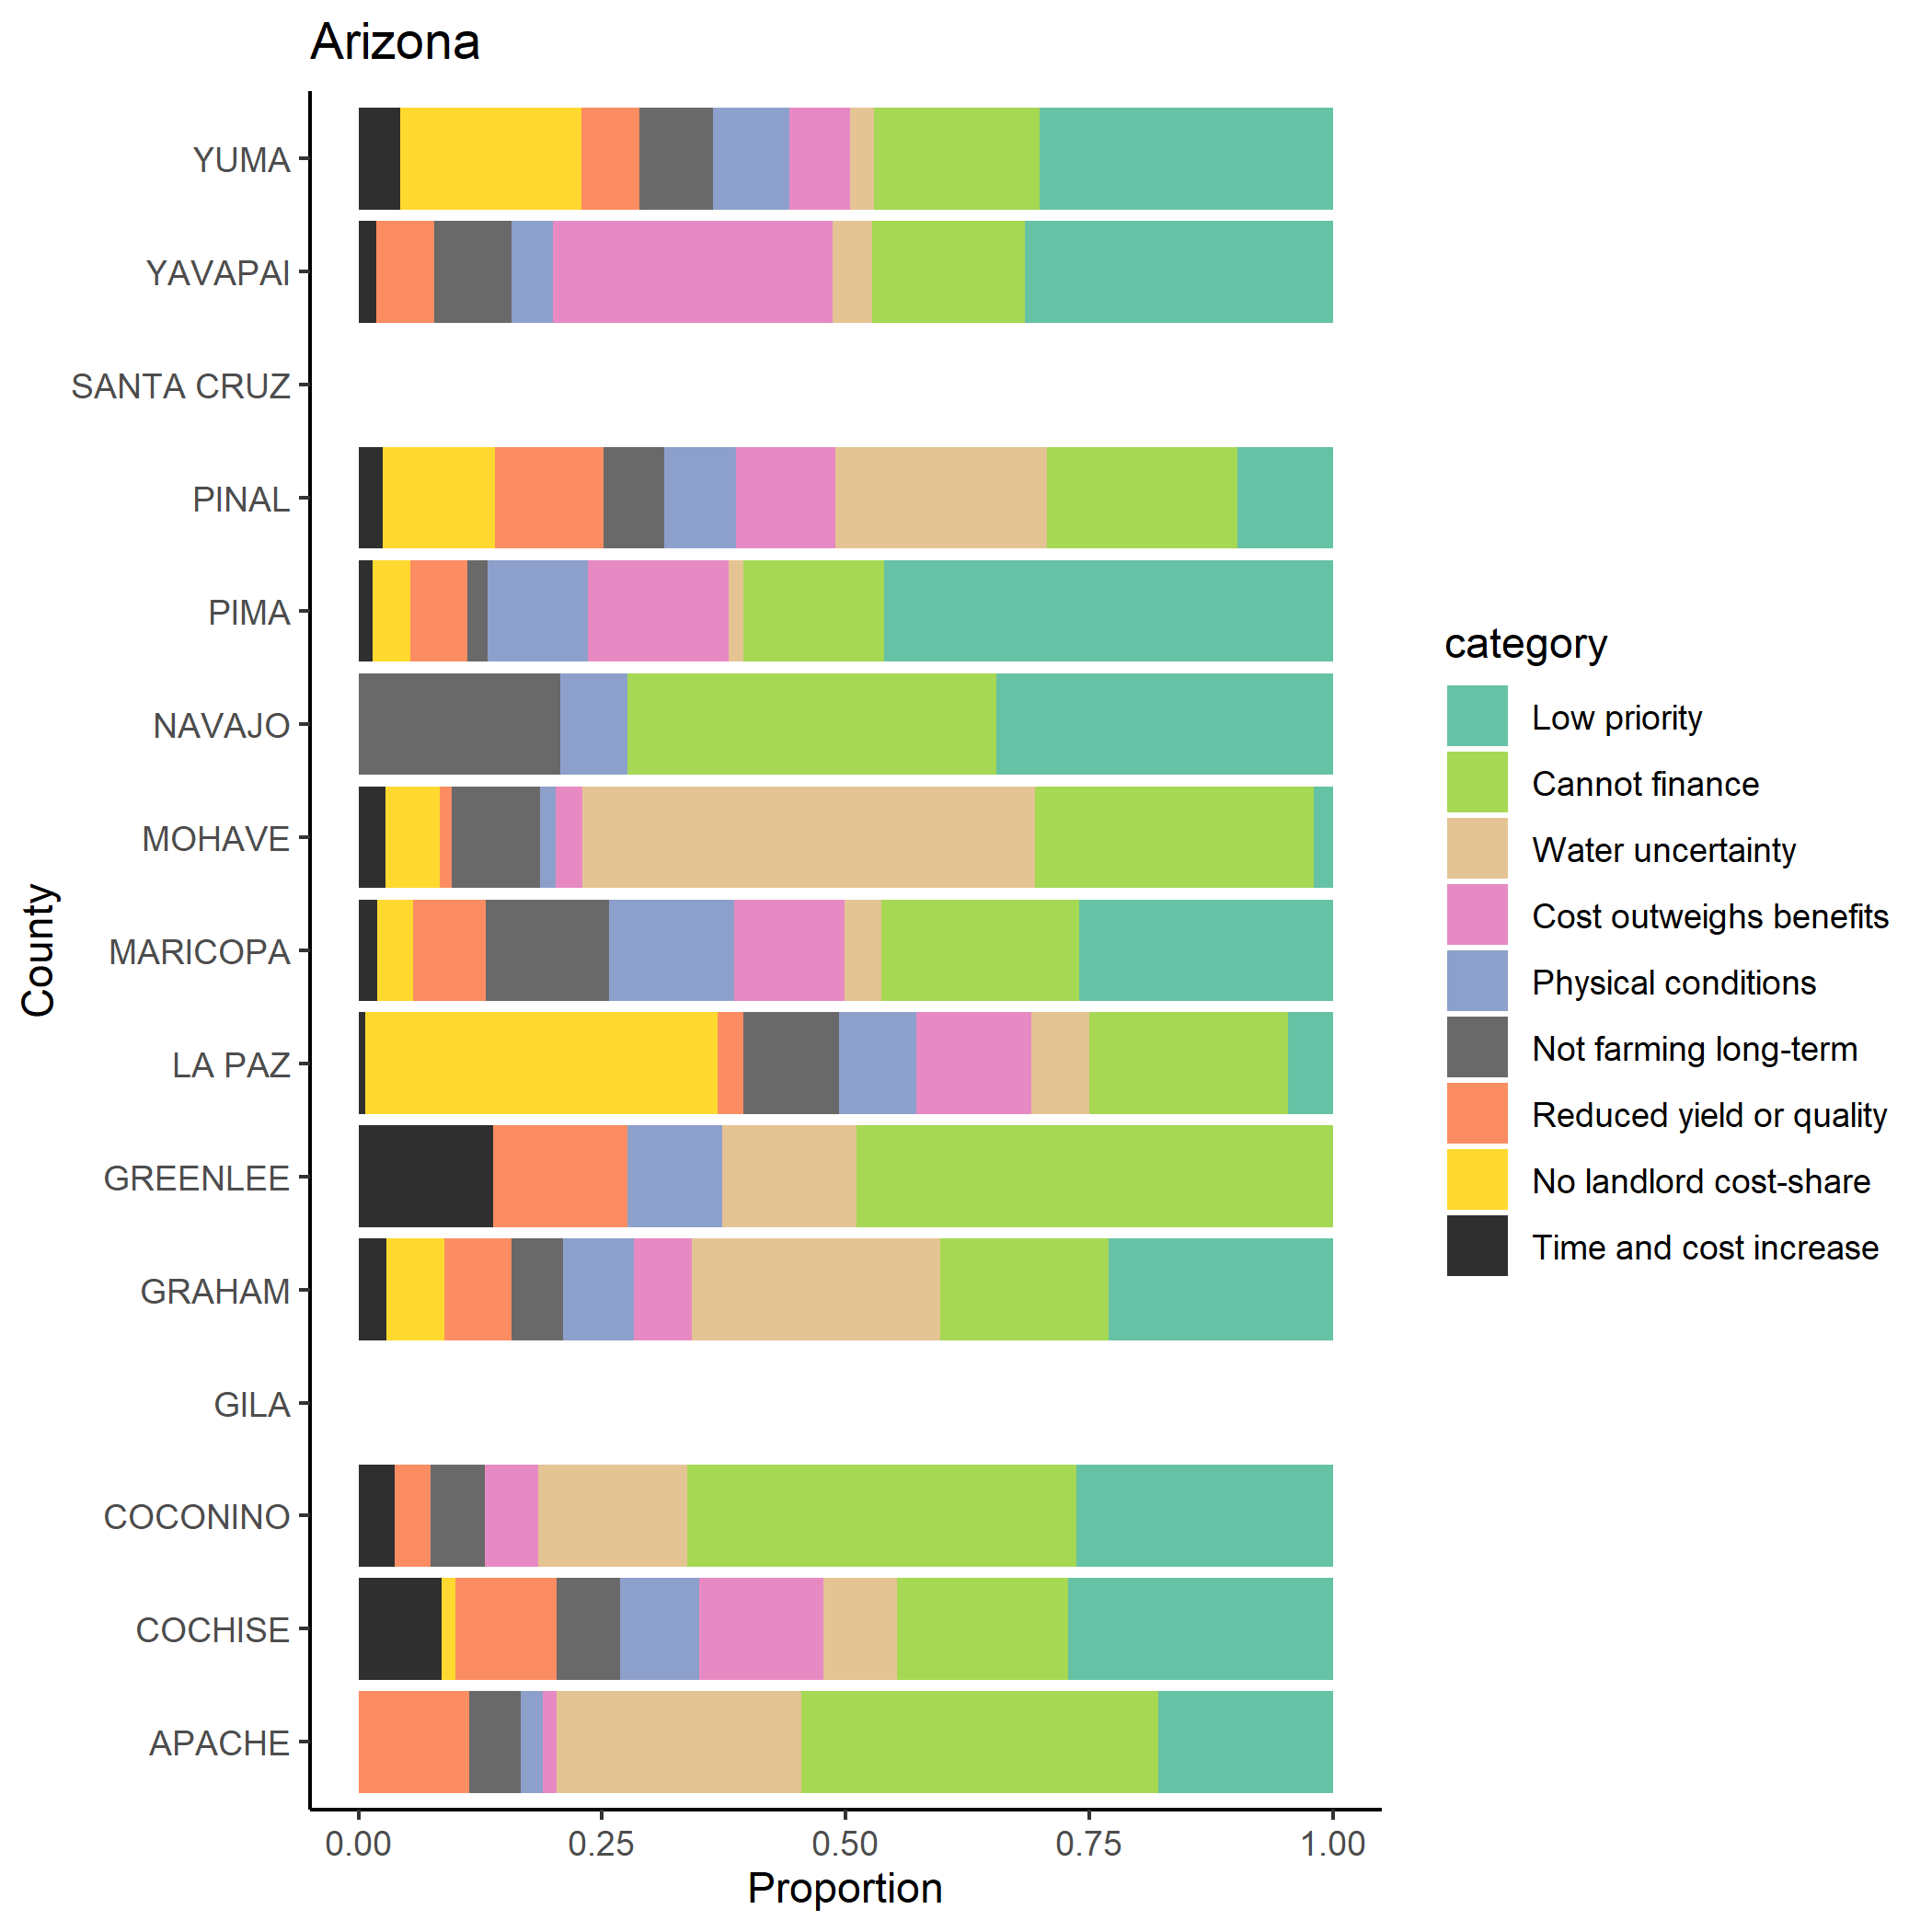 Arizona
YUMA
YAVAPAI
SANTA CRUZ
PINAL
PIMA
NAVAJO
MOHAVE
MARICOPA
LA PAZ
GREENLEE
GRAHAM
GILA
COCONINO
COCHISE
APACHE
County
0.00 0.25 0.50 0.75 1.00
Proportion
category
Low priority
Cannot finance
Water uncertainty
Cost outweighs benefits
Physical conditions
Not farming long-term
Reduced yield or quality
No landlord cost-share
Time and cost increase